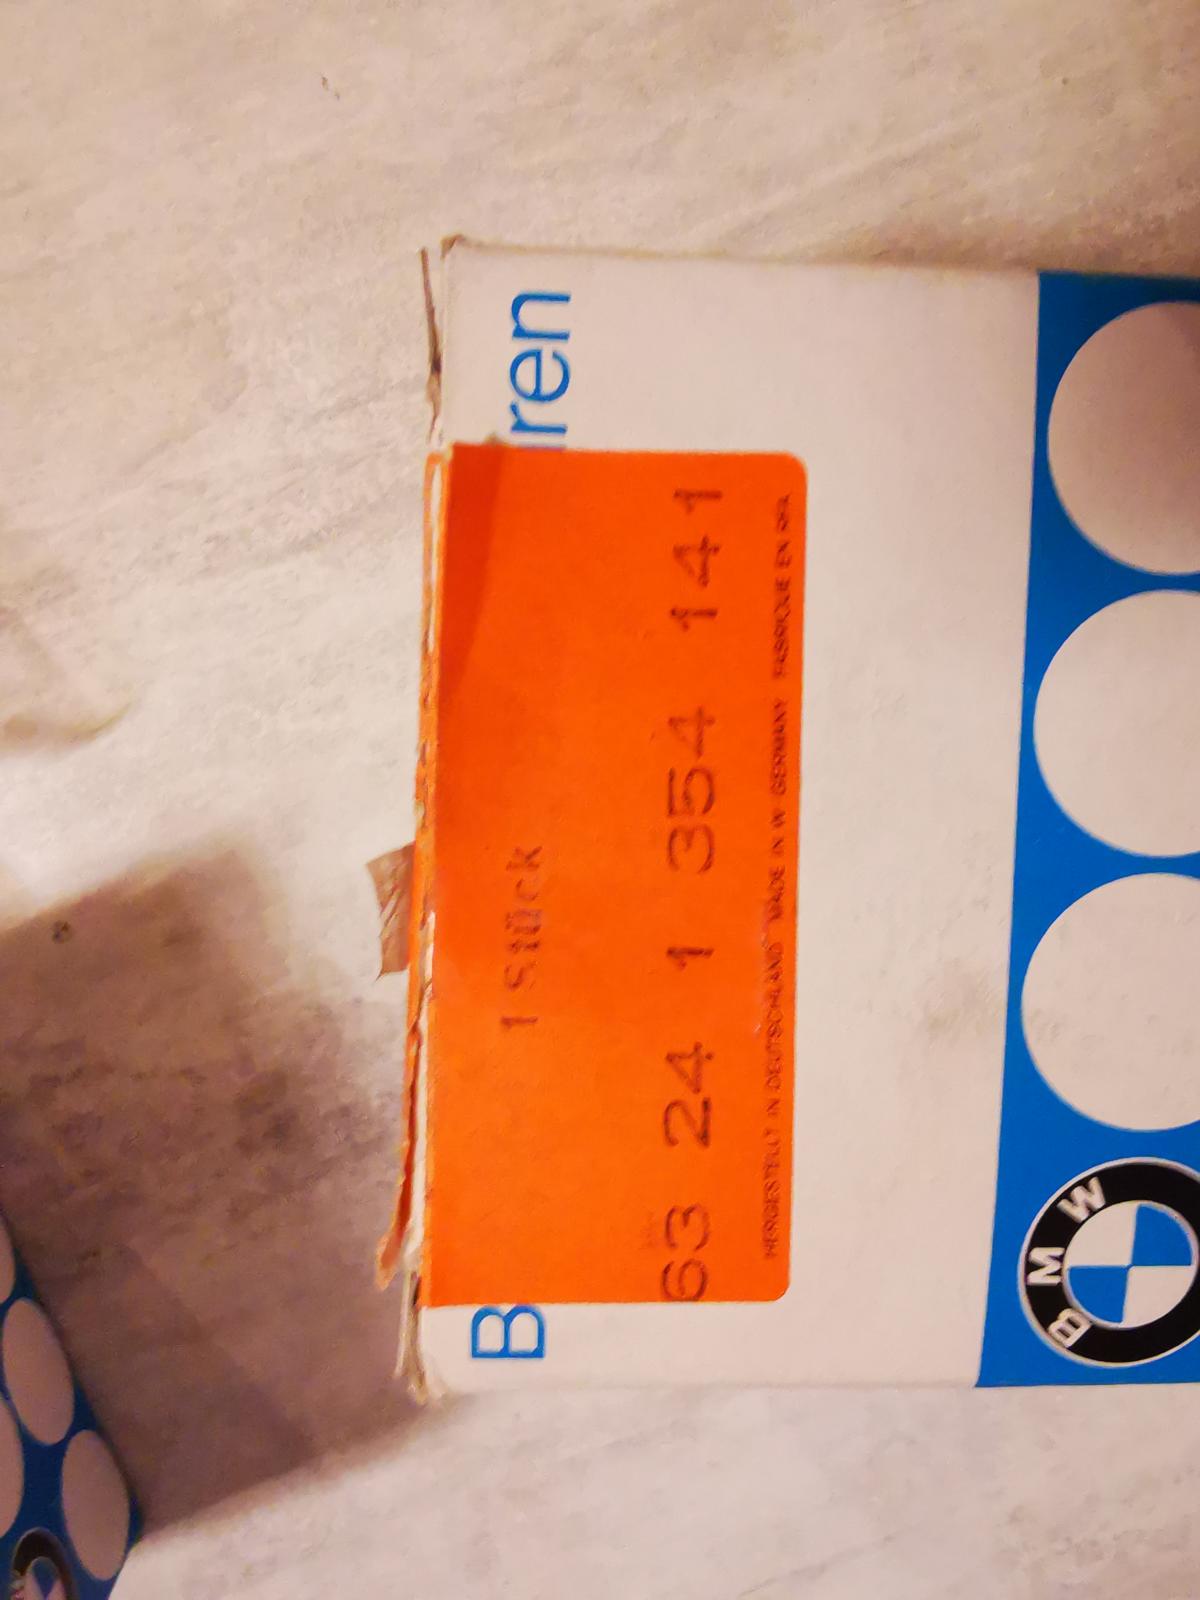 B ren
1 Stück
63 24 1 354 141
HERGESTELLT IN DEUTSCHLAND MADE IN W GERMANY FABRIQUE EN RFA
BMW